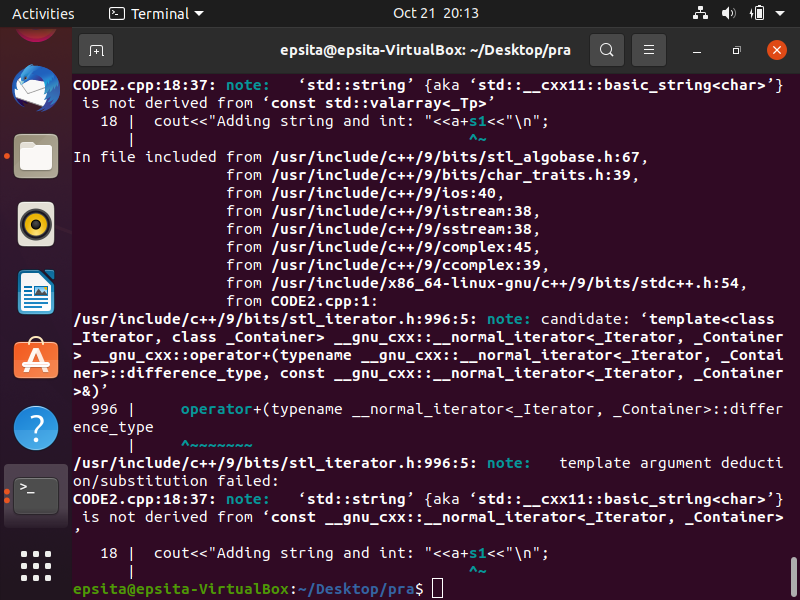 Activities
Terminal
Oct 21 20:13
epsita@epsita-VirtualBox: ~/Desktop/pra
CODE2.cpp:18:37: note:   ‘std::string’ {aka ‘std::__cxx11::basic_string<char>’}
 is not derived from ‘const std::valarray<_Tp>’
   18 |  cout<<"Adding string and int: "<<a+s1<<"\n";
      |                                     ^~
In file included from /usr/include/c++/9/bits/stl_algobase.h:67,
                 from /usr/include/c++/9/bits/char_traits.h:39,
                 from /usr/include/c++/9/ios:40,
                 from /usr/include/c++/9/istream:38,
                 from /usr/include/c++/9/sstream:38,
                 from /usr/include/c++/9/complex:45,
                 from /usr/include/c++/9/ccomplex:39,
                 from /usr/include/x86_64-linux-gnu/c++/9/bits/stdc++.h:54,
                 from CODE2.cpp:1:
/usr/include/c++/9/bits/stl_iterator.h:996:5: note: candidate: ‘template<class
_Iterator, class _Container> __gnu_cxx::__normal_iterator<_Iterator, _Container
> __gnu_cxx::operator+(typename __gnu_cxx::__normal_iterator<_Iterator, _Contai
ner>::difference_type, const __gnu_cxx::__normal_iterator<_Iterator, _Container
>&)’
  996 |     operator+(typename __normal_iterator<_Iterator, _Container>::differ
ence_type
      |     ^~~~~~~~
/usr/include/c++/9/bits/stl_iterator.h:996:5: note:   template argument deducti
on/substitution failed:
CODE2.cpp:18:37: note:   ‘std::string’ {aka ‘std::__cxx11::basic_string<char>’}
 is not derived from ‘const __gnu_cxx::__normal_iterator<_Iterator, _Container>
’
   18 |  cout<<"Adding string and int: "<<a+s1<<"\n";
      |                                     ^~
epsita@epsita-VirtualBox:~/Desktop/pra$